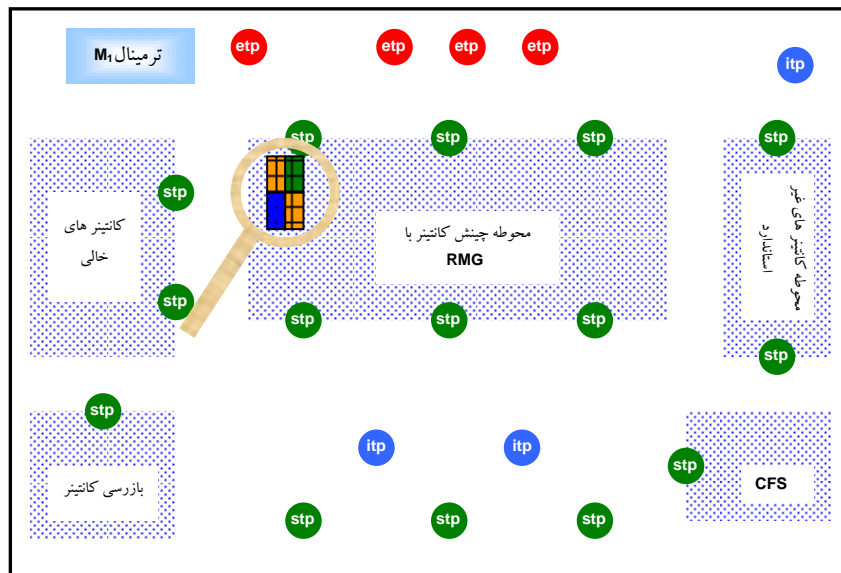 ترمینال M1
etp
etp
etp
etp
itp
stp
stp
stp
stp
stp
کانتینر های
خالی
محوطه چینش کانتینر با
RMG
محوطه کانتینر های غیر
استاندارد
stp
stp
stp
stp
stp
stp
itp
itp
stp
بازرسی کانتینر
CFS
stp
stp
stp